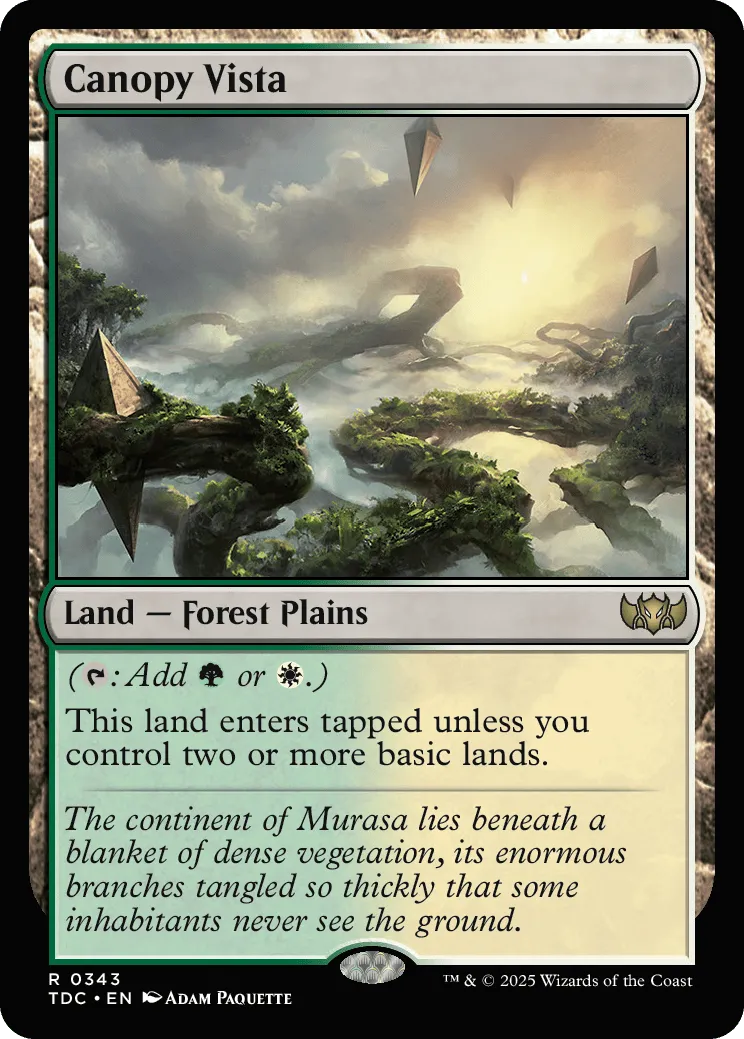 Canopy Vista
Land — Forest Plains
(: Add or .)
This land enters tapped unless you
control two or more basic lands.
The continent of Murasa lies beneath a
blanket of dense vegetation, its enormous
branches tangled so thickly that some
inhabitants never see the ground.
R 0343
TDC • EN Adam Paquette
™ & © 2025 Wizards of the Coast